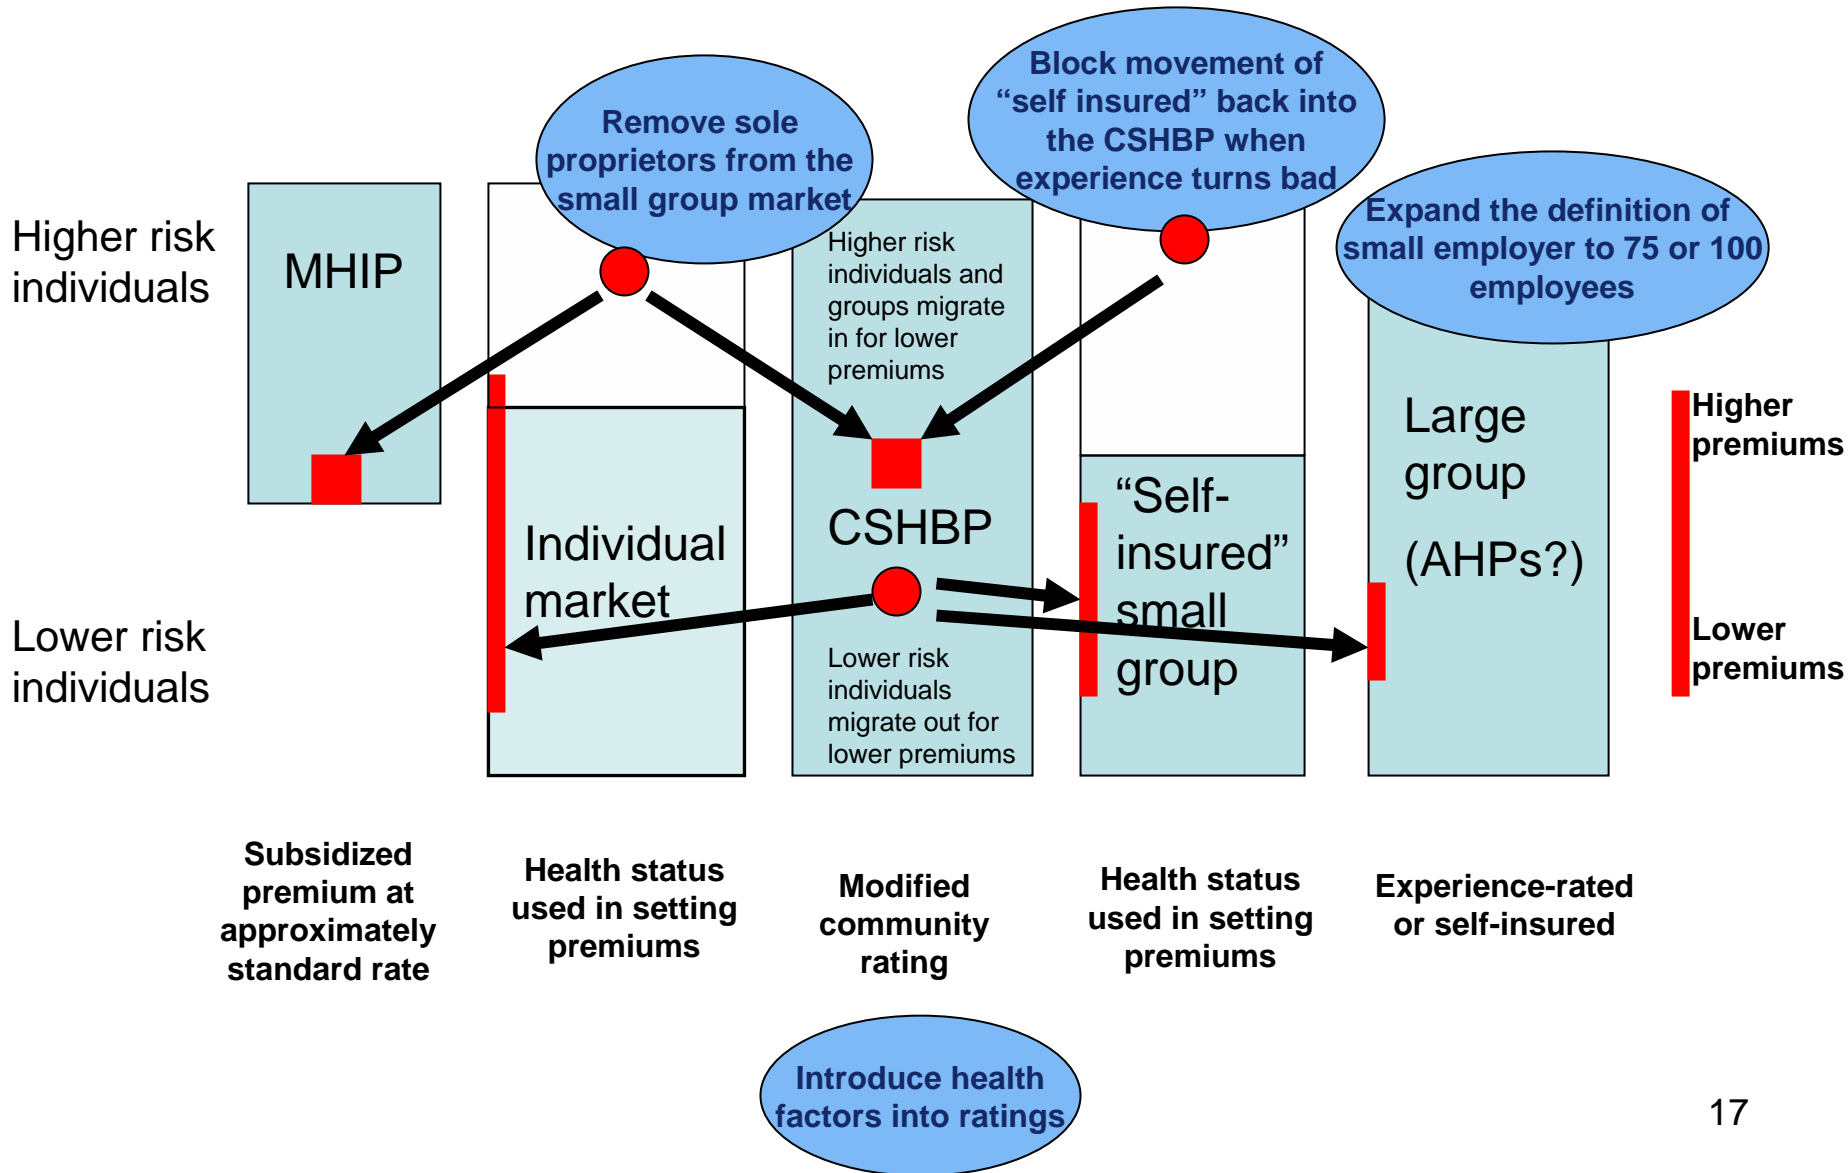 Remove sole
proprietors from the
small group market
Block movement of
“self insured” back into
the CSHBP when
experience turns bad
Expand the definition of
small employer to 75 or 100
employees
Higher risk
individuals
MHIP
Higher risk
individuals and
groups migrate
in for lower
premiums
Large
group
(AHPs?)
Higher
premiums
Individual
market
CSHBP
“Self-
insured”
small
group
Lower risk
individuals
Lower risk
individuals
migrate out for
lower premiums
Lower
premiums
Subsidized
premium at
approximately
standard rate
Health status
used in setting
premiums
Modified
community
rating
Health status
used in setting
premiums
Experience-rated
or self-insured
Introduce health
factors into ratings
17